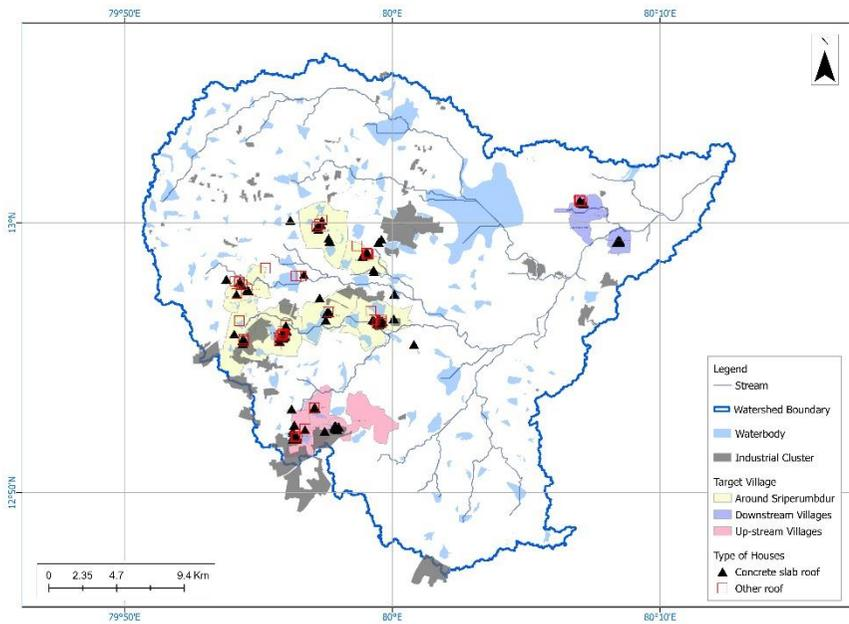 79°50'E 80°E 80°10'E
13°N
12°50'N
Legend
Stream
Watershed Boundary
Waterbody
Industrial Cluster
Target Village
Around Sriperumbdur
Downstream Villages
Up-stream Villages
Type of Houses
Concrete slab roof
Other roof
0 2.35 4.7 9.4 Km
79°50'E 80°E 80°10'E